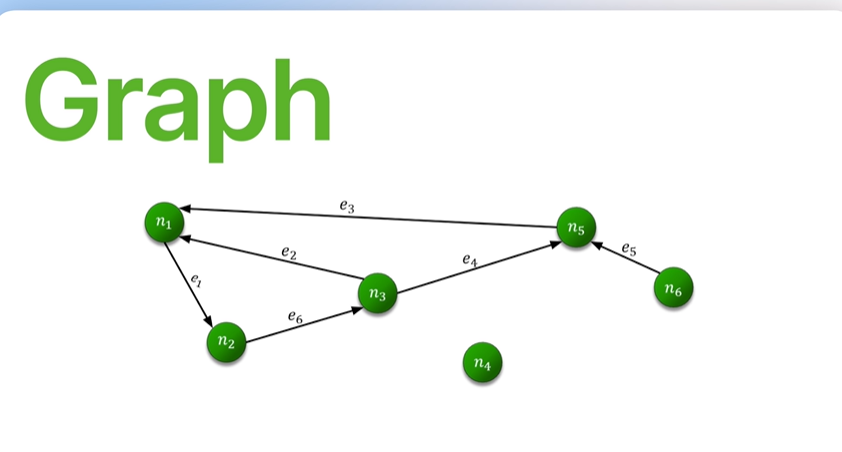 Graph
e₃
n₁
n₅
e₂
e₄
e₅
e₁
n₃
n₆
e₆
n₂
n₄